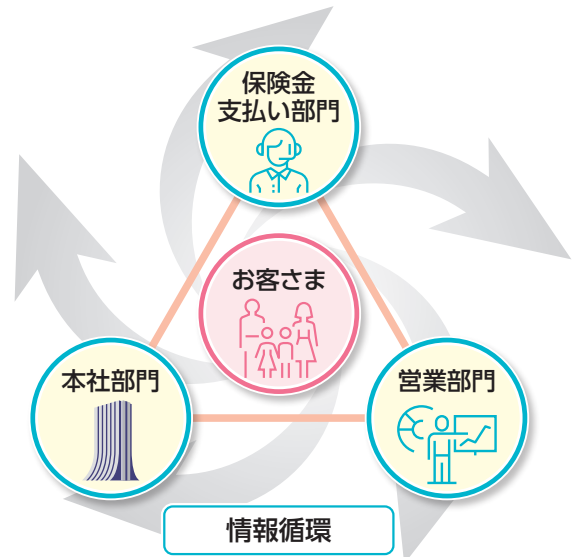 保険金
支払い部門
お客さま
本社部門
営業部門
情報循環